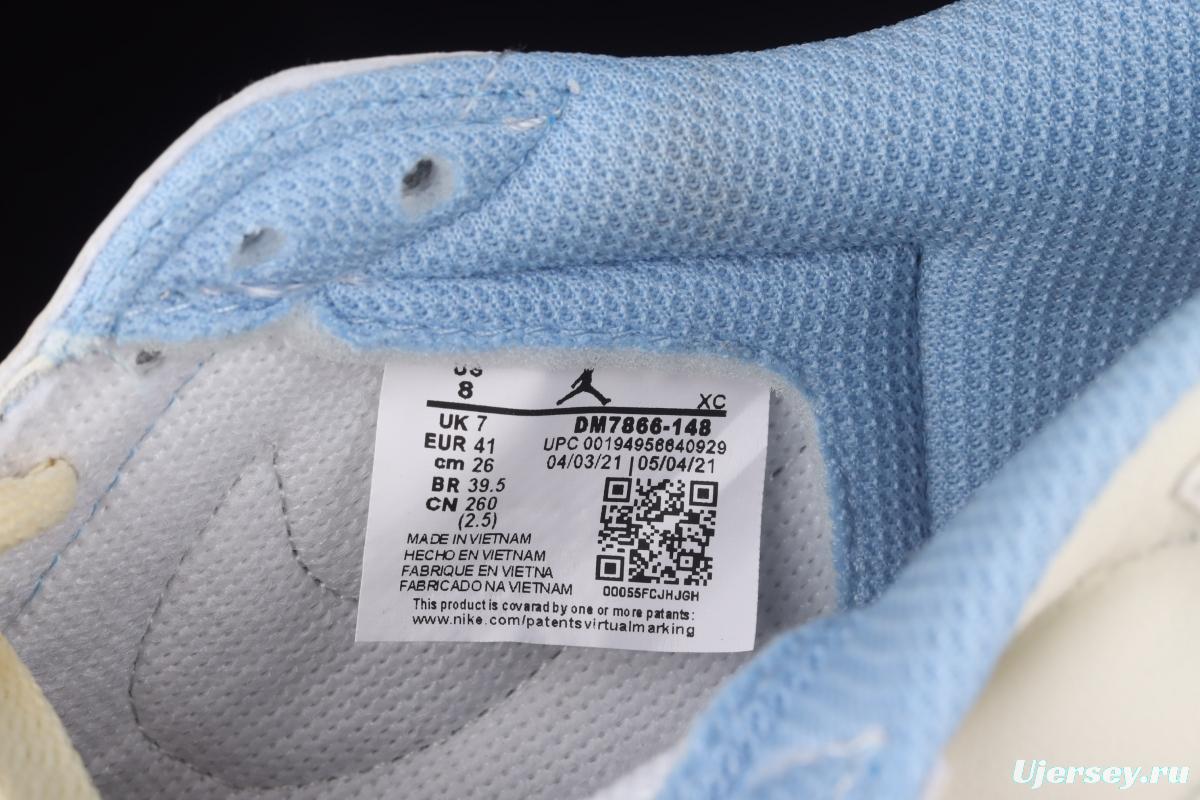 US
8
XC
UK 7
EUR 41
cm 26
BR 39.5
CN 260
(2.5)
DM7866-148
UPC 00194956640929
04/03/21 | 05/04/21
00055FCJHJGH
MADE IN VIETNAM
HECHO EN VIETNAM
FABRIQUE EN VIETNA
FABRICADO NA VIETNAM
This product is covarad by one or more patants:
www.nike.com/patentsvirtualmarking
Ujersey.ru